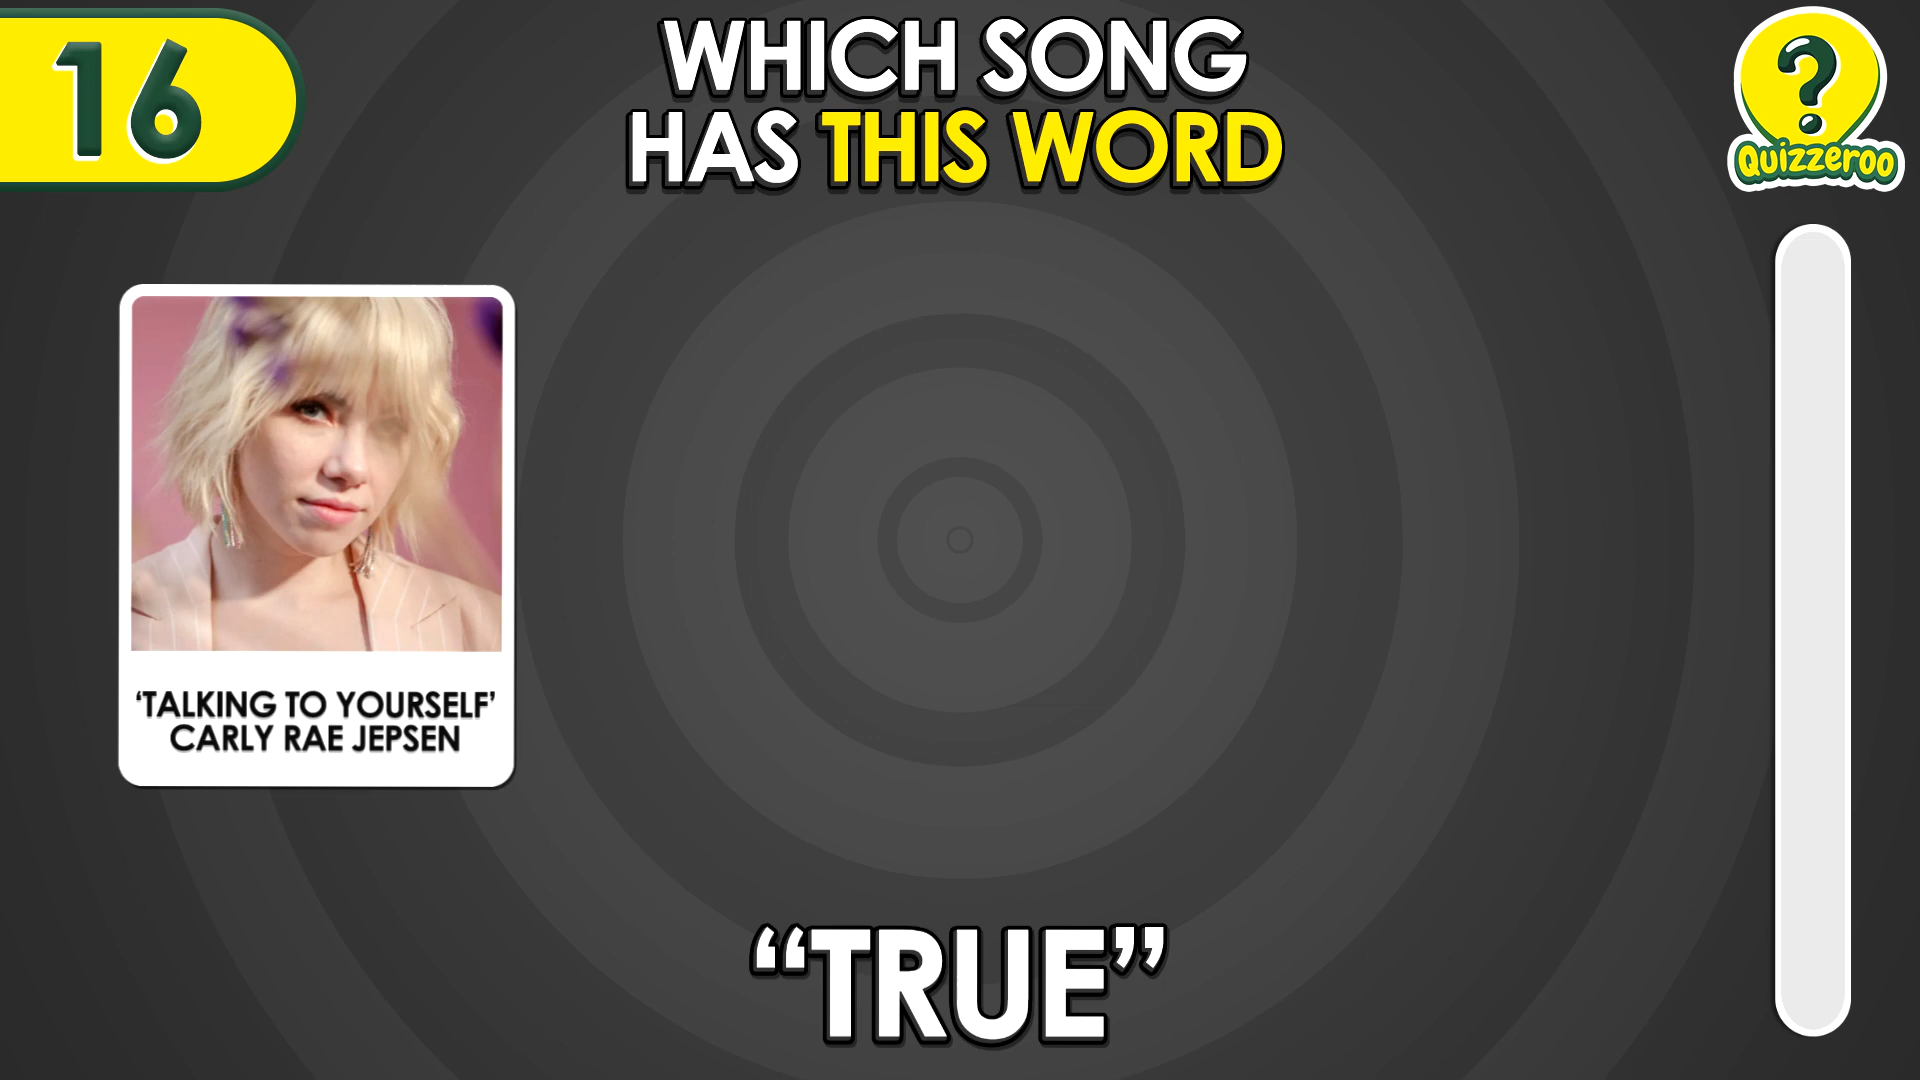 16
WHICH SONG
HAS THIS WORD
?
Quizzeroo
‘TALKING TO YOURSELF’
CARLY RAE JEPSEN
“TRUE”